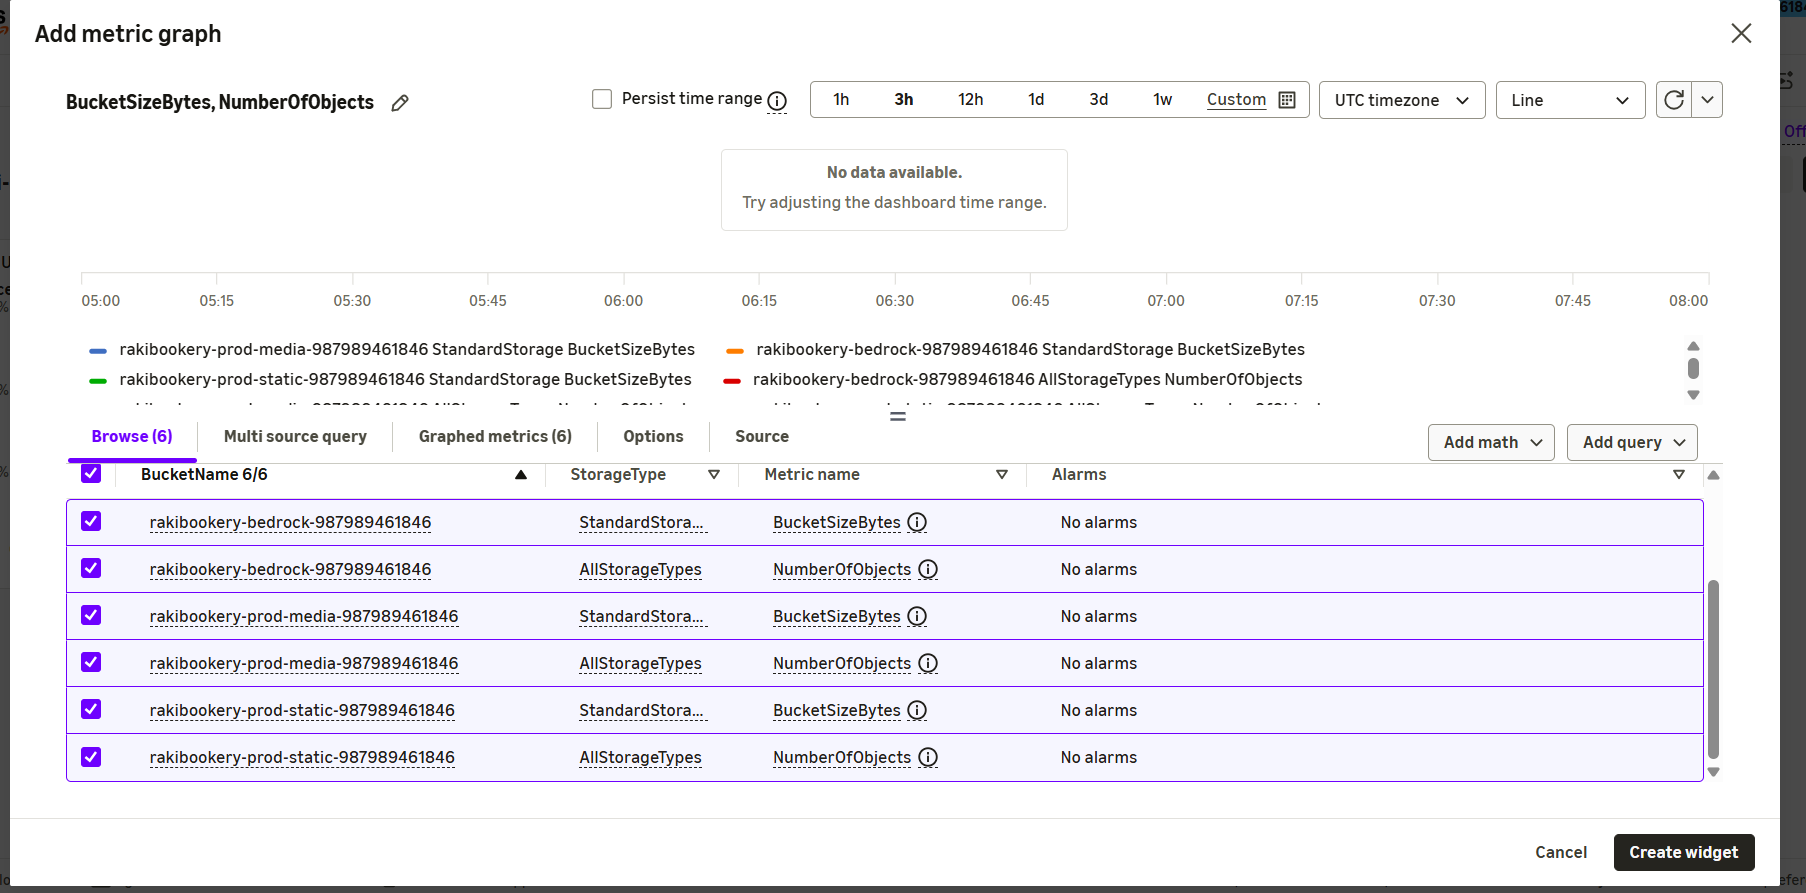 Add metric graph
BucketSizeBytes, NumberOfObjects
Persist time range
1h 3h 12h 1d 3d 1w Custom
UTC timezone
Line
No data available.
Try adjusting the dashboard time range.
05:00 05:15 05:30 05:45 06:00 06:15 06:30 06:45 07:00 07:15 07:30 07:45 08:00
rakibookery-prod-media-987989461846 StandardStorage BucketSizeBytes
rakibookery-bedrock-987989461846 StandardStorage BucketSizeBytes
rakibookery-prod-static-987989461846 StandardStorage BucketSizeBytes
rakibookery-bedrock-987989461846 AllStorageTypes NumberOfObjects
Browse (6) Multi source query Graphed metrics (6) Options Source
Add math Add query
BucketName 6/6 StorageType Metric name Alarms
rakibookery-bedrock-987989461846 StandardStora... BucketSizeBytes No alarms
rakibookery-bedrock-987989461846 AllStorageTypes NumberOfObjects No alarms
rakibookery-prod-media-987989461846 StandardStora... BucketSizeBytes No alarms
rakibookery-prod-media-987989461846 AllStorageTypes NumberOfObjects No alarms
rakibookery-prod-static-987989461846 StandardStora... BucketSizeBytes No alarms
rakibookery-prod-static-987989461846 AllStorageTypes NumberOfObjects No alarms
Cancel Create widget